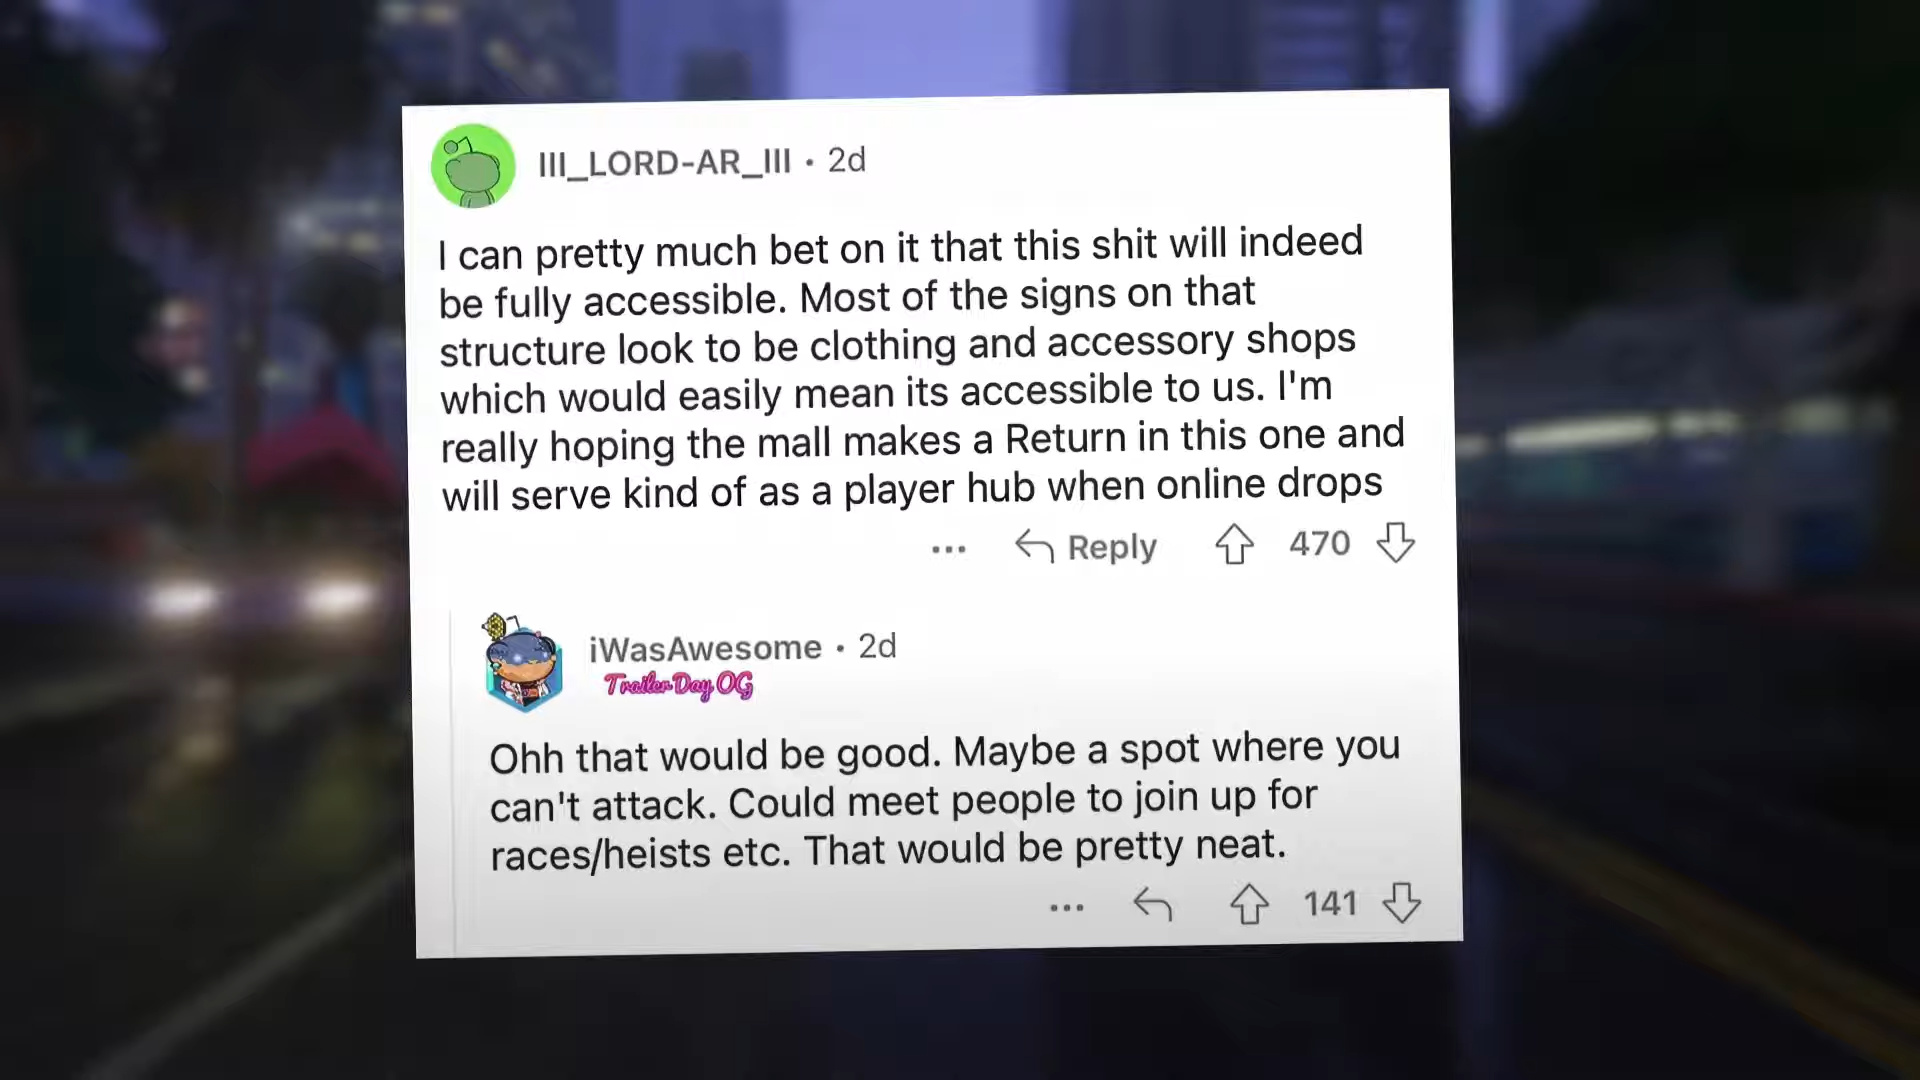 III_LORD-AR_III • 2d
I can pretty much bet on it that this shit will indeed
be fully accessible. Most of the signs on that
structure look to be clothing and accessory shops
which would easily mean its accessible to us. I'm
really hoping the mall makes a Return in this one and
will serve kind of as a player hub when online drops
... Reply 470
iWasAwesome • 2d
Trailer Day OG
Ohh that would be good. Maybe a spot where you
can't attack. Could meet people to join up for
races/heists etc. That would be pretty neat.
... 141